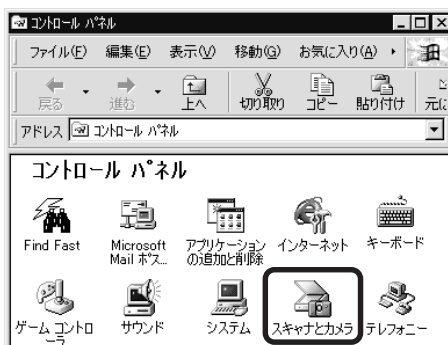 コントロール パネル
ファイル(F) 編集(E) 表示(V) 移動(G) お気に入り(A)
戻る 進む 上へ 切り取り コピー 貼り付け 元に
アドレス コントロール パネル
コントロール パネル
Find Fast Microsoft Mail ポス... アプリケーションの追加と削除 インターネット キーボード
ゲーム コントローラ サウンド システム スキャナとカメラ テレフォニー